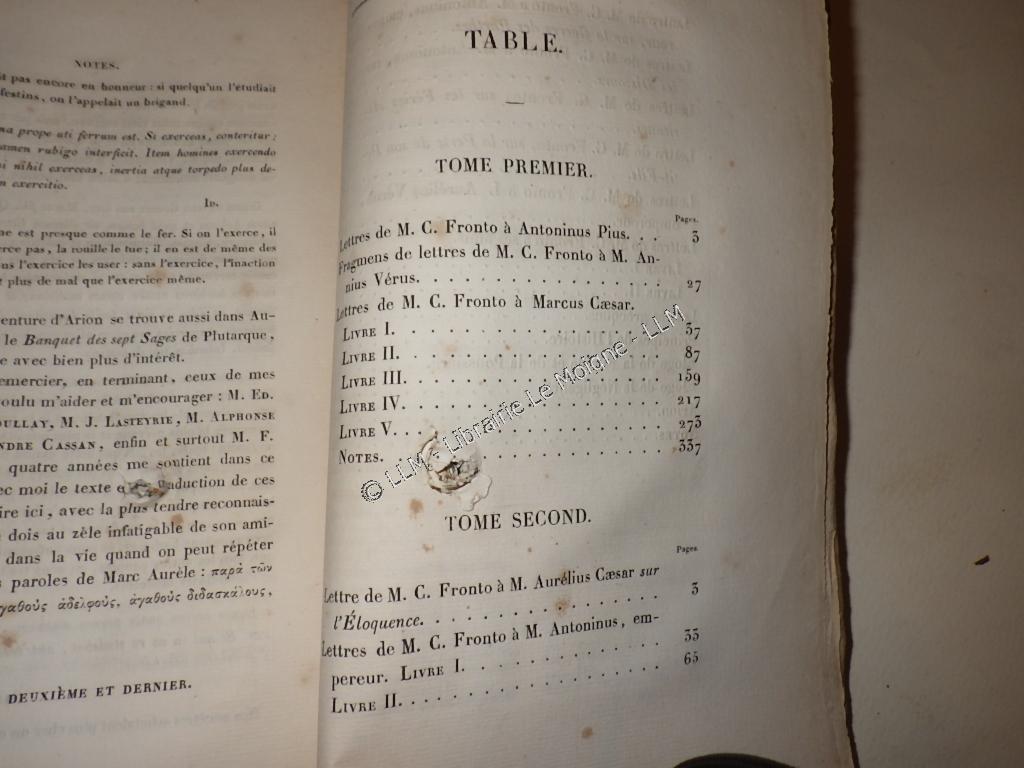 NOTES.
it pas encore en honneur : si quelqu'un l'étudiait
festins, on l'appelait un brigand.
na prope uti ferrum est. Si exerceas, conteritur ;
tamen rubigo interficit. Item homines exercendo
i nihil exerceas, inertia atque torpedo plus de-
n exercitio.
ID.
ne est presque comme le fer. Si on l'exerce, il
erce pas, la rouille le tue ; il en est de même des
ns l'exercice les user : sans l'exercice, l'inaction
t plus de mal que l'exercice même.
enture d'Arion se trouve aussi dans Au-
le Banquet des sept Sages de Plutarque,
e avec bien plus d'intérêt.
emercier, en terminant, ceux de mes
oulu m'aider et m'encourager : M. ED.
OULLAY, M. J. LASTEYRIE, M. ALPHONSE
NDRE CASSAN, enfin et surtout M. F.
quatre années me soutient dans ce
ec moi le texte traduction de ces
ire ici, avec la plus tendre reconnais-
dois au zèle infatigable de son ami-
dans la vie quand on peut répéter
s paroles de Marc Aurèle : παρὰ τῶν
γαθοὺς ἀδελφούς, ἀγαθοὺς διδασκάλους,
DEUXIÈME ET DERNIER.
TABLE.
TOME PREMIER.
Pages.
Lettres de M. C. Fronto à Antoninus Pius. . . 3
Fragmens de lettres de M. C. Fronto à M. An-
nius Vérus. . . . . . . . . . . . . . . . 27
Lettres de M. C. Fronto à Marcus Cæsar.
LIVRE I. . . . . . . . . . . . . . . . . 37
LIVRE II. . . . . . . . . . . . . . . . . 87
LIVRE III. . . . . . . . . . . . . . . . 159
LIVRE IV. . . . . . . . . . . . . . . . . 217
LIVRE V. . . . . . . . . . . . . . . . . 273
NOTES. . . . . . . . . . . . . . . . . . 337
© LLM - Librairie Le Moigne - LLM
TOME SECOND.
Pages.
Lettre de M. C. Fronto à M. Aurélius Cæsar sur
l'Éloquence. . . . . . . . . . . . . . . 3
Lettres de M. C. Fronto à M. Antoninus, em-
pereur. LIVRE I. . . . . . . . . . . . . 33
LIVRE II. . . . . . . . . . . . . . . . . 65